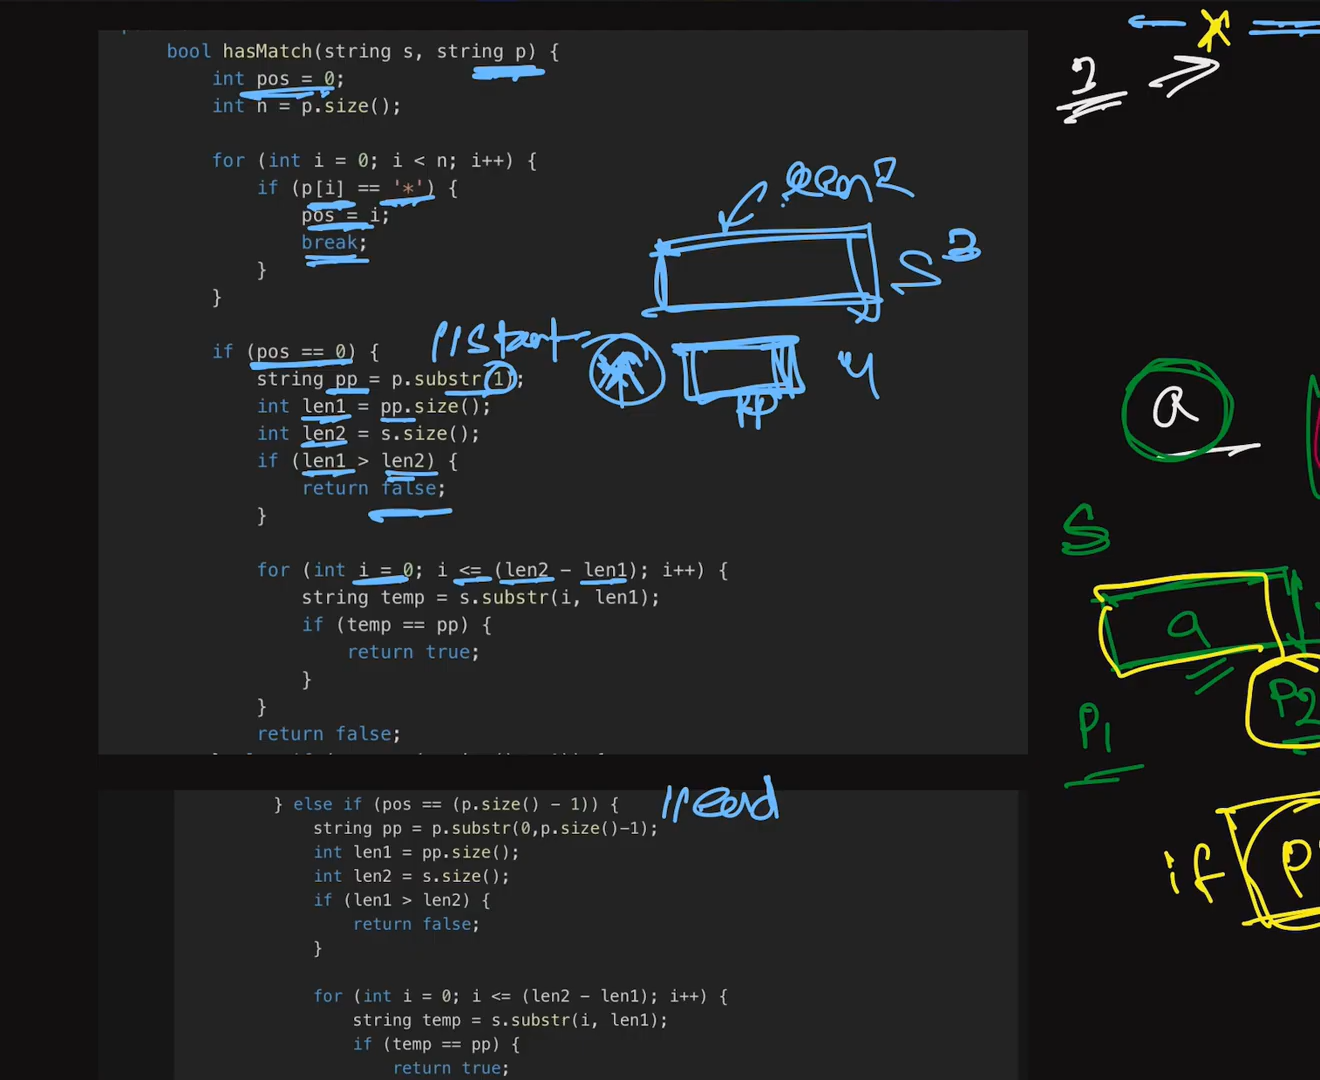 bool hasMatch(string s, string p) {
int pos = 0;
int n = p.size();
for (int i = 0; i < n; i++) {
if (p[i] == '*') {
pos = i;
break;
}
}
if (pos == 0) {
string pp = p.substr(1);
int len1 = pp.size();
int len2 = s.size();
if (len1 > len2) {
return false;
}
for (int i = 0; i <= (len2 - len1); i++) {
string temp = s.substr(i, len1);
if (temp == pp) {
return true;
}
}
return false;
} else if (pos == (p.size() - 1)) {
string pp = p.substr(0,p.size()-1);
int len1 = pp.size();
int len2 = s.size();
if (len1 > len2) {
return false;
}
for (int i = 0; i <= (len2 - len1); i++) {
string temp = s.substr(i, len1);
if (temp == pp) {
return true;
//start
*
len2
S 3
4
PP
//end
*
a
S
a
P1
P2
if